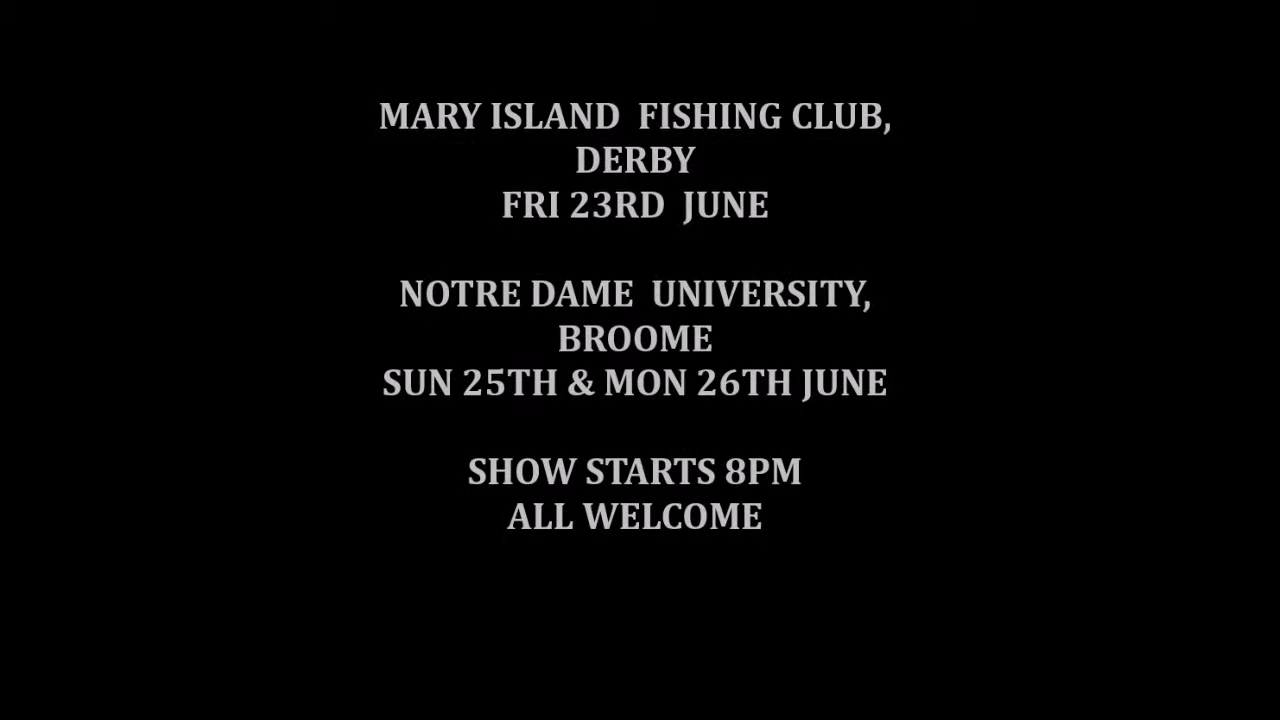 MARY ISLAND FISHING CLUB,
DERBY
FRI 23RD JUNE
NOTRE DAME UNIVERSITY,
BROOME
SUN 25TH & MON 26TH JUNE
SHOW STARTS 8PM
ALL WELCOME